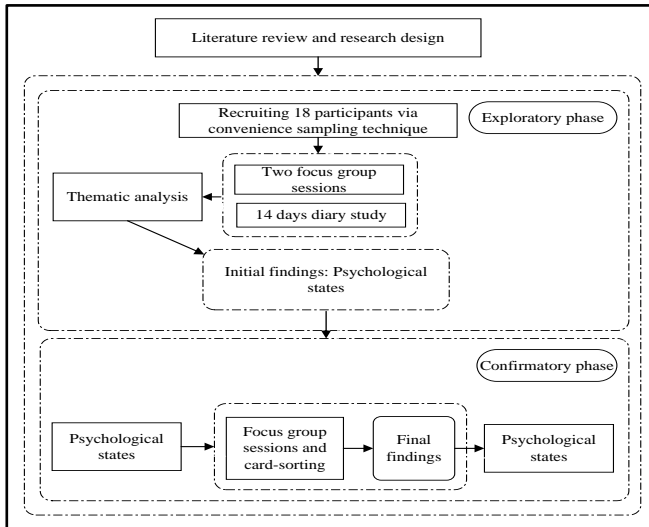 Literature review and research design
Recruiting 18 participants via
convenience sampling technique
Exploratory phase
Two focus group
sessions
Thematic analysis
14 days diary study
Initial findings: Psychological
states
Confirmatory phase
Psychological
states
Focus group
sessions and
card-sorting
Final
findings
Psychological
states